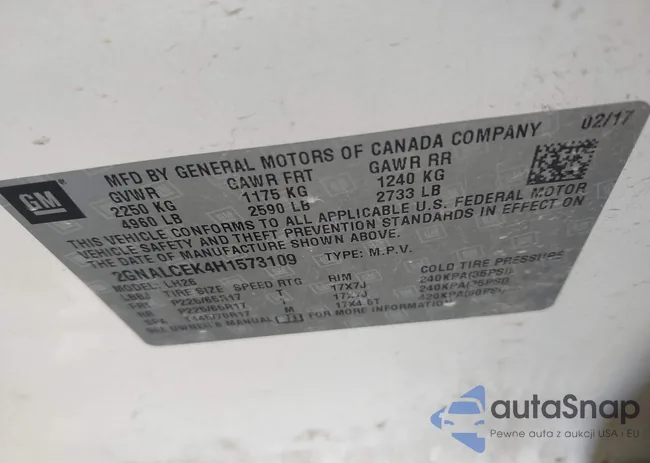 GM
MFD BY GENERAL MOTORS OF CANADA COMPANY 02/17
GVWR GAWR FRT GAWR RR
2250 KG 1175 KG 1240 KG
4960 LB 2590 LB 2733 LB
THIS VEHICLE CONFORMS TO ALL APPLICABLE U.S. FEDERAL MOTOR
VEHICLE SAFETY AND THEFT PREVENTION STANDARDS IN EFFECT ON
THE DATE OF MANUFACTURE SHOWN ABOVE.
2GNALCEK4H1573109 TYPE: M.P.V.
MODEL: LH26
TIRE SIZE SPEED RTG RIM COLD TIRE PRESSURE
FRT P225/65R17 T 17X7J 240KPA(35PSI)
RR P225/65R17 T 17X7J 240KPA(35PSI)
SPA M 17X4.5T 420KPA(60PSI)
SEE OWNER'S MANUAL FOR MORE INFORMATION
autaSnap
Pewne auta z aukcji USA i EU